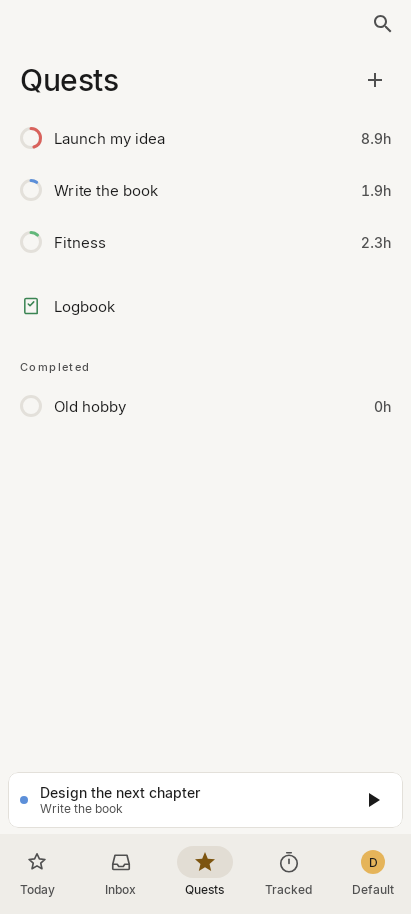 Quests
Launch my idea 8.9h
Write the book 1.9h
Fitness 2.3h
Logbook
Completed
Old hobby 0h
Design the next chapter
Write the book
D
Today Inbox Quests Tracked Default